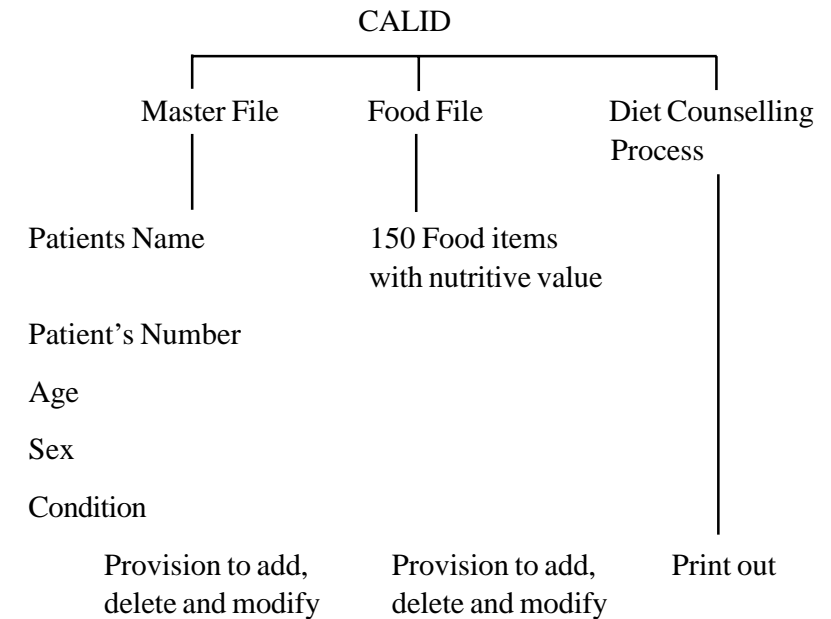 CALID
Master File
Food File
Diet Counselling
Process
Patients Name
150 Food items
with nutritive value
Patient’s Number
Age
Sex
Condition
Provision to add,
delete and modify
Provision to add,
delete and modify
Print out